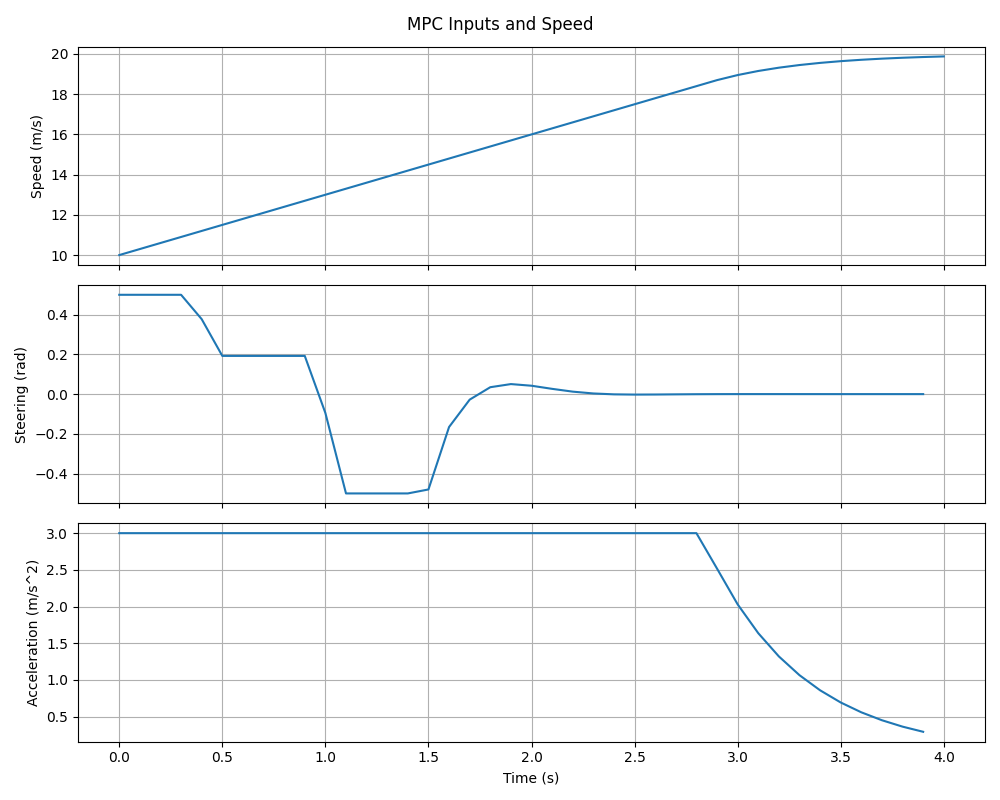 MPC Inputs and Speed
20
18
16
14
12
10
Speed (m/s)
0.4
0.2
0.0
−0.2
−0.4
Steering (rad)
3.0
2.5
2.0
1.5
1.0
0.5
Acceleration (m/s^2)
0.0 0.5 1.0 1.5 2.0 2.5 3.0 3.5 4.0
Time (s)